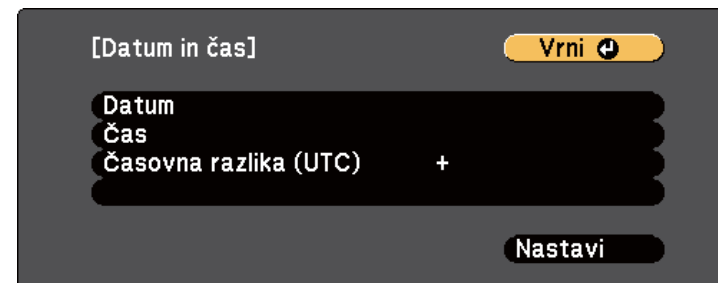 [Datum in čas] Vrni
Datum
Čas
Časovna razlika (UTC) +
Nastavi